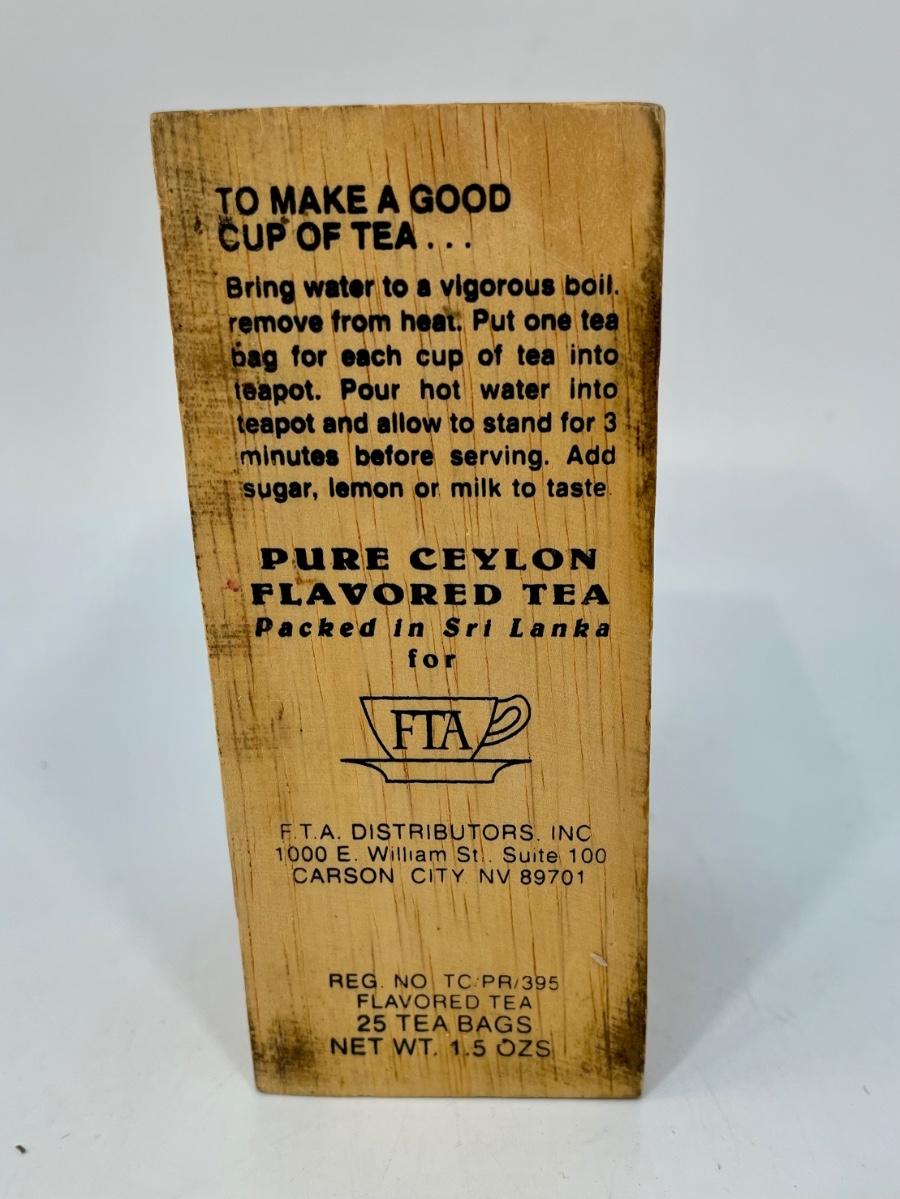 TO MAKE A GOOD
CUP OF TEA . . .
Bring water to a vigorous boil.
remove from heat. Put one tea
bag for each cup of tea into
teapot. Pour hot water into
teapot and allow to stand for 3
minutes before serving. Add
sugar, lemon or milk to taste.
PURE CEYLON
FLAVORED TEA
Packed in Sri Lanka
for
FTA
F.T.A. DISTRIBUTORS. INC
1000 E. William St.. Suite 100
CARSON CITY NV 89701
REG. NO TC/PR/395
FLAVORED TEA
25 TEA BAGS
NET WT. 1.5 OZS